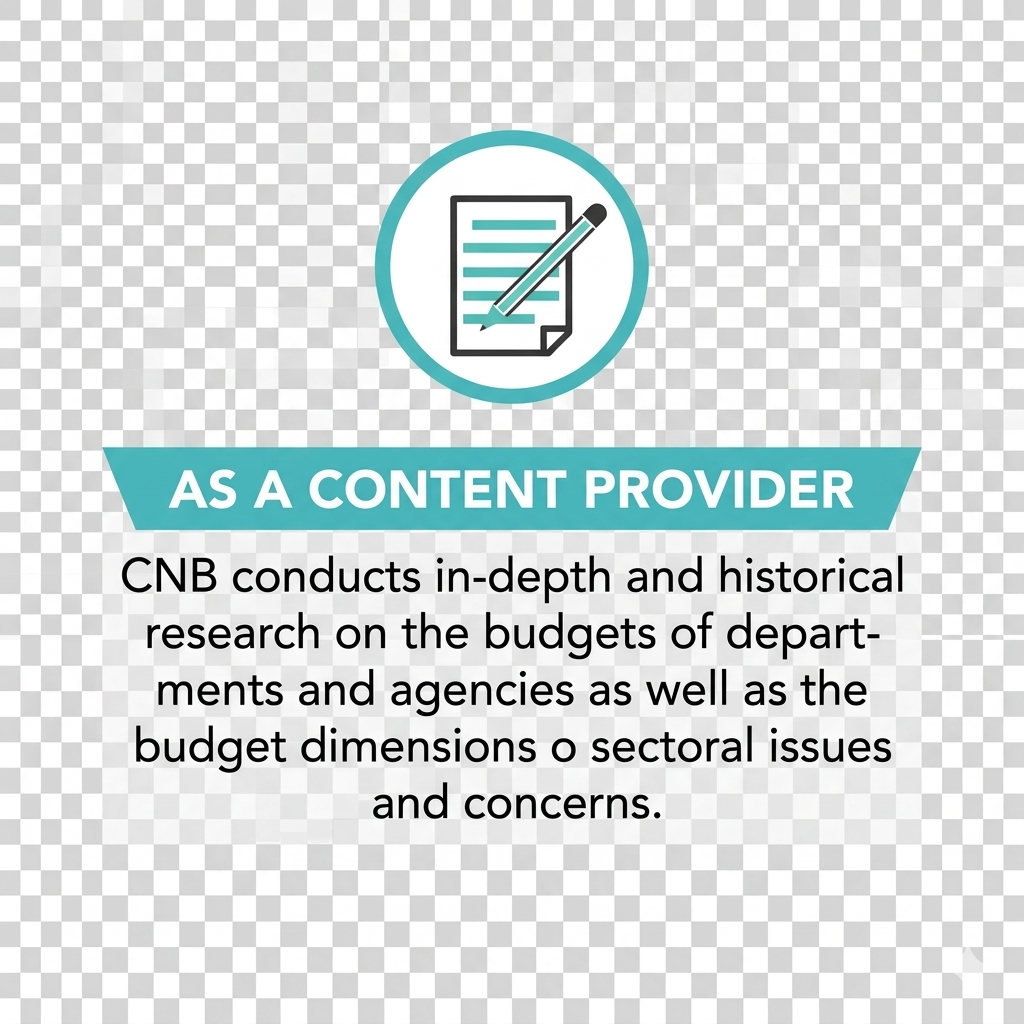 AS A CONTENT PROVIDER
CNB conducts in-depth and historical
research on the budgets of depart-
ments and agencies as well as the
budget dimensions o sectoral issues
and concerns.